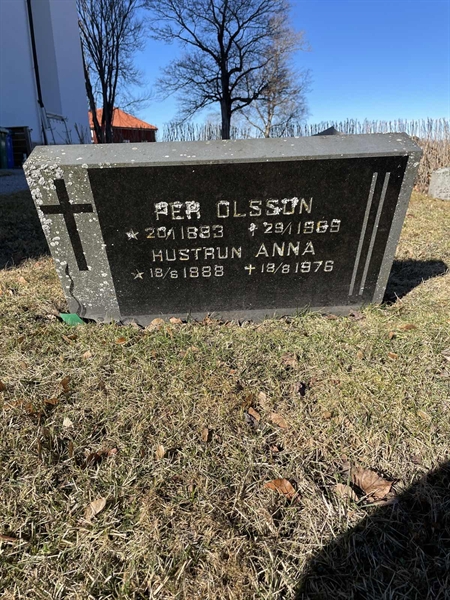 PER OLSSON
* 20/1 1883 + 29/1 1969
HUSTRUN ANNA
* 18/6 1888 + 18/8 1976